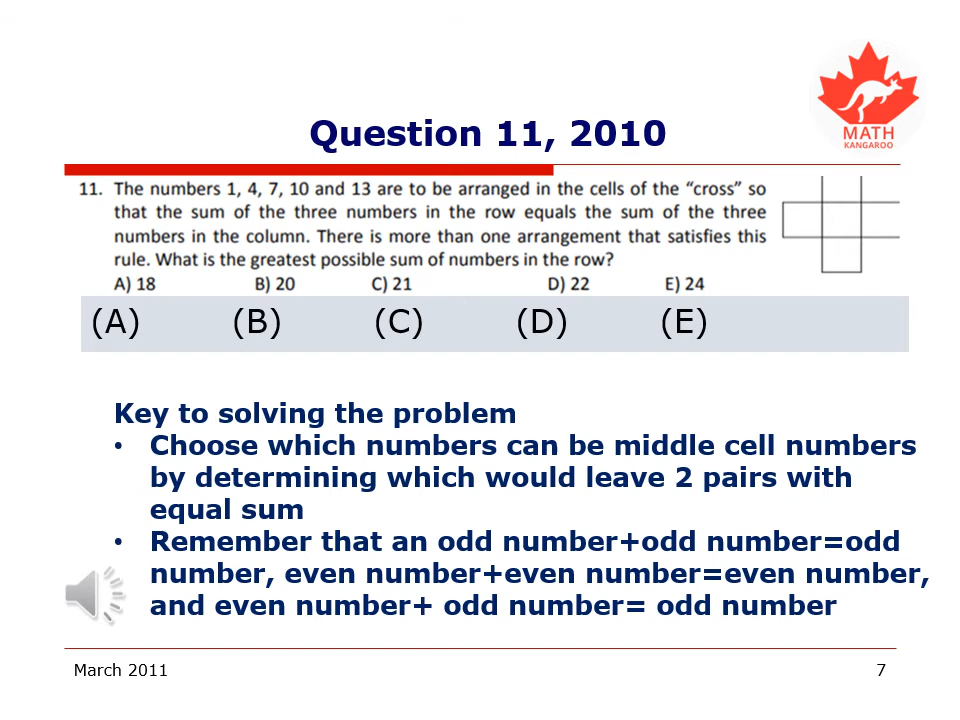 MATH
KANGAROO
Question 11, 2010
11. The numbers 1, 4, 7, 10 and 13 are to be arranged in the cells of the “cross” so
that the sum of the three numbers in the row equals the sum of the three
numbers in the column. There is more than one arrangement that satisfies this
rule. What is the greatest possible sum of numbers in the row?
A) 18 B) 20 C) 21 D) 22 E) 24
(A) (B) (C) (D) (E)
Key to solving the problem
• Choose which numbers can be middle cell numbers
by determining which would leave 2 pairs with
equal sum
• Remember that an odd number+odd number=odd
number, even number+even number=even number,
and even number+ odd number= odd number
March 2011
7